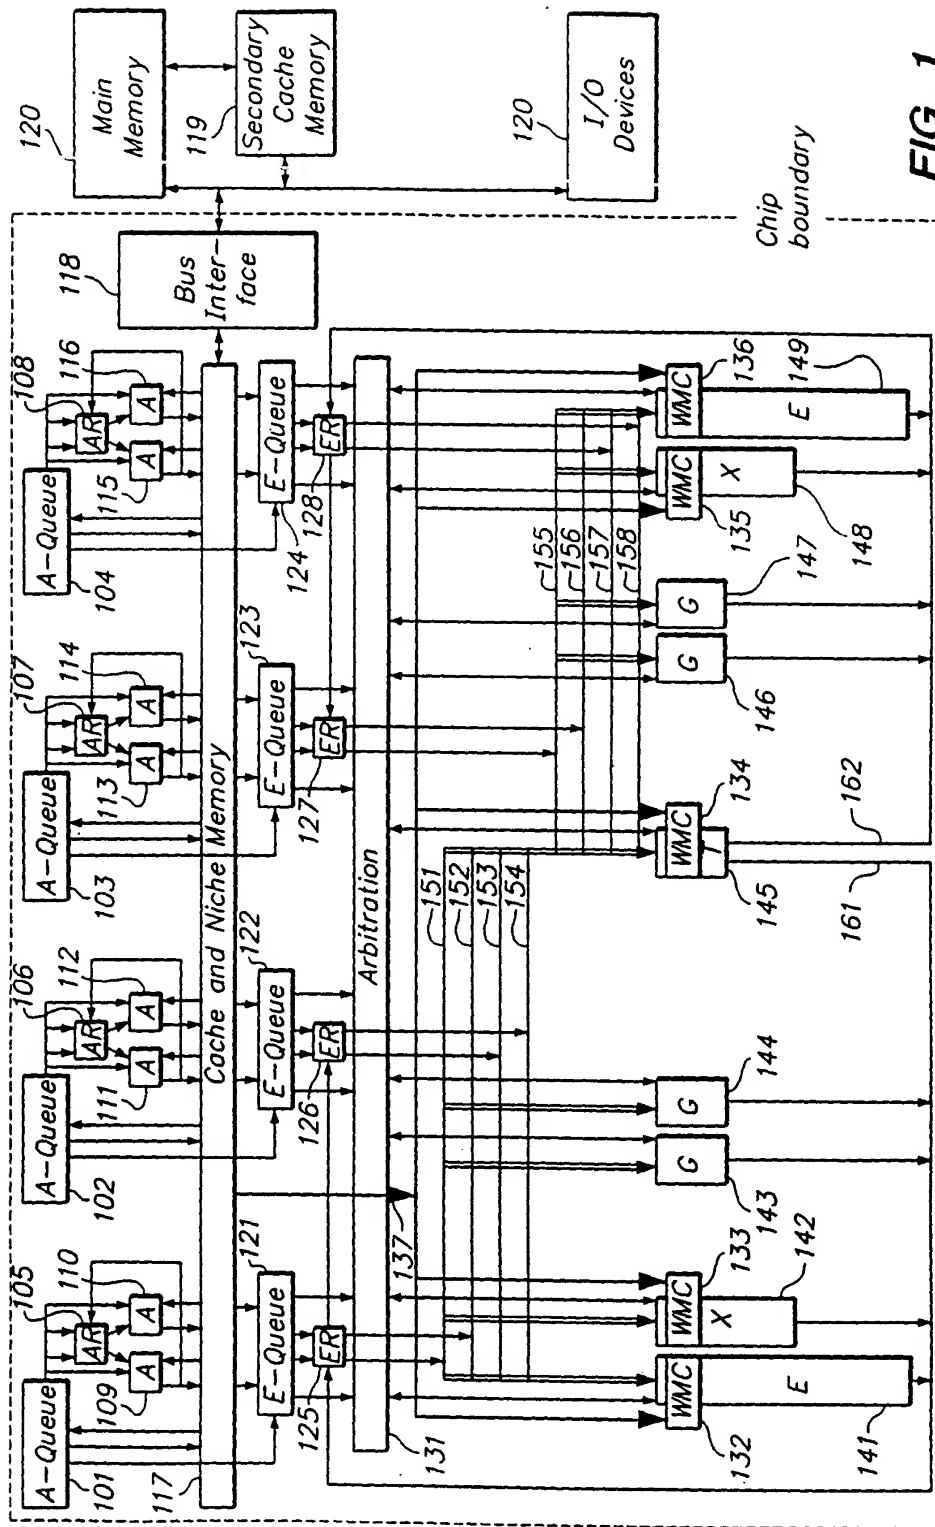 FIG. 1
120
Main
Memory
119
Secondary
Cache
Memory
120
I/O
Devices
Chip
boundary
118
Bus
Inter-
face
105
110
106
112
107
114
108
116
A-Queue
AR
A
A
A-Queue
AR
A
A
A-Queue
AR
A
A
A-Queue
AR
A
A
101
109
102
111
103
113
104
115
117
Cache and Niche Memory
121
122
123
E-Queue
E-Queue
E-Queue
E-Queue
124
125
ER
126
ER
127
ER
128
ER
131
Arbitration
137
151
152
153
154
155
156
157
158
WMC
E
132
141
WMC
X
133
142
G
143
G
144
WMC
T
134
145
G
146
G
147
WMC
X
135
148
WMC
E
136
149
161
162